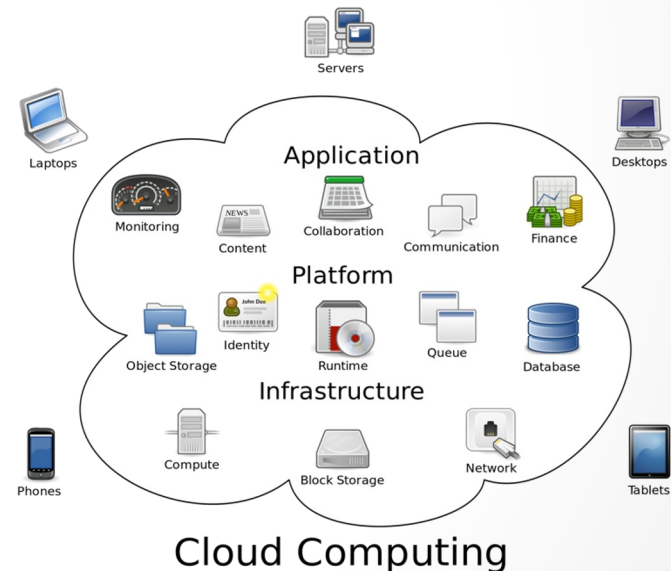 Servers
Laptops
Desktops
Application
Monitoring
NEWS
Content
Collaboration
Communication
Finance
Platform
John Doe
Object Storage
Identity
Runtime
Queue
Database
Infrastructure
Compute
Block Storage
Network
Phones
Tablets
Cloud Computing